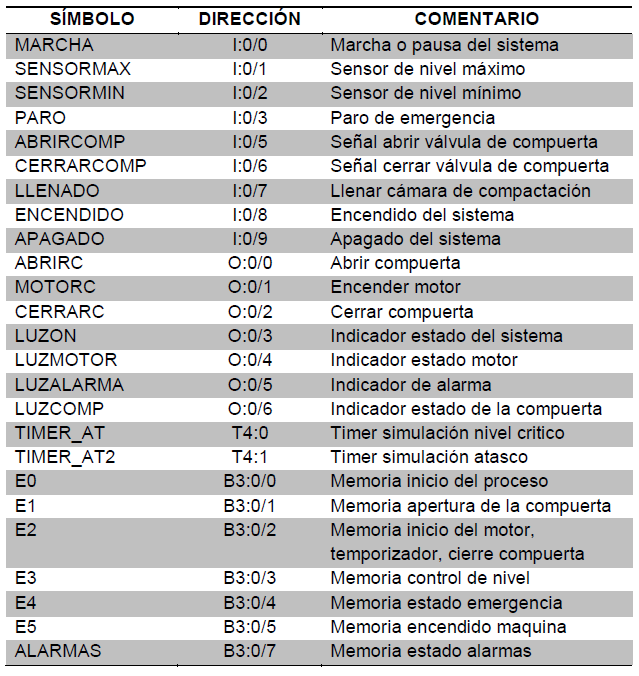 SÍMBOLO DIRECCIÓN COMENTARIO
MARCHA I:0/0 Marcha o pausa del sistema
SENSORMAX I:0/1 Sensor de nivel máximo
SENSORMIN I:0/2 Sensor de nivel mínimo
PARO I:0/3 Paro de emergencia
ABRIRCOMP I:0/5 Señal abrir válvula de compuerta
CERRARCOMP I:0/6 Señal cerrar válvula de compuerta
LLENADO I:0/7 Llenar cámara de compactación
ENCENDIDO I:0/8 Encendido del sistema
APAGADO I:0/9 Apagado del sistema
ABRIRC O:0/0 Abrir compuerta
MOTORC O:0/1 Encender motor
CERRARC O:0/2 Cerrar compuerta
LUZON O:0/3 Indicador estado del sistema
LUZMOTOR O:0/4 Indicador estado motor
LUZALARMA O:0/5 Indicador de alarma
LUZCOMP O:0/6 Indicador estado de la compuerta
TIMER_AT T4:0 Timer simulación nivel critico
TIMER_AT2 T4:1 Timer simulación atasco
E0 B3:0/0 Memoria inicio del proceso
E1 B3:0/1 Memoria apertura de la compuerta
E2 B3:0/2 Memoria inicio del motor,
temporizador, cierre compuerta
E3 B3:0/3 Memoria control de nivel
E4 B3:0/4 Memoria estado emergencia
E5 B3:0/5 Memoria encendido maquina
ALARMAS B3:0/7 Memoria estado alarmas